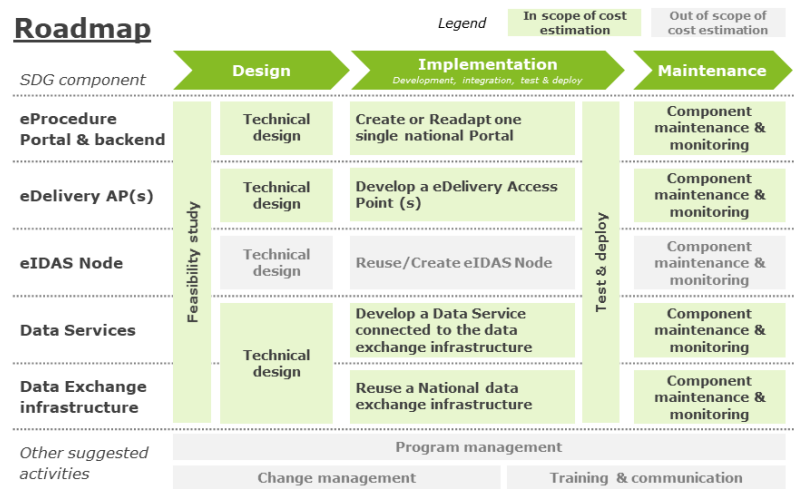 Roadmap
Legend
In scope of cost
estimation
Out of scope of
cost estimation
SDG component
Design
Implementation
Development, integration, test & deploy
Maintenance
eProcedure
Portal & backend
Feasibility study
Technical
design
Create or Readapt one
single national Portal
Test & deploy
Component
maintenance &
monitoring
eDelivery AP(s)
Technical
design
Develop a eDelivery Access
Point (s)
Component
maintenance &
monitoring
eIDAS Node
Technical
design
Reuse/Create eIDAS Node
Component
maintenance &
monitoring
Data Services
Technical
design
Develop a Data Service
connected to the data
exchange infrastructure
Component
maintenance &
monitoring
Data Exchange
infrastructure
Reuse a National data
exchange infrastructure
Component
maintenance &
monitoring
Other suggested
activities
Program management
Change management
Training & communication